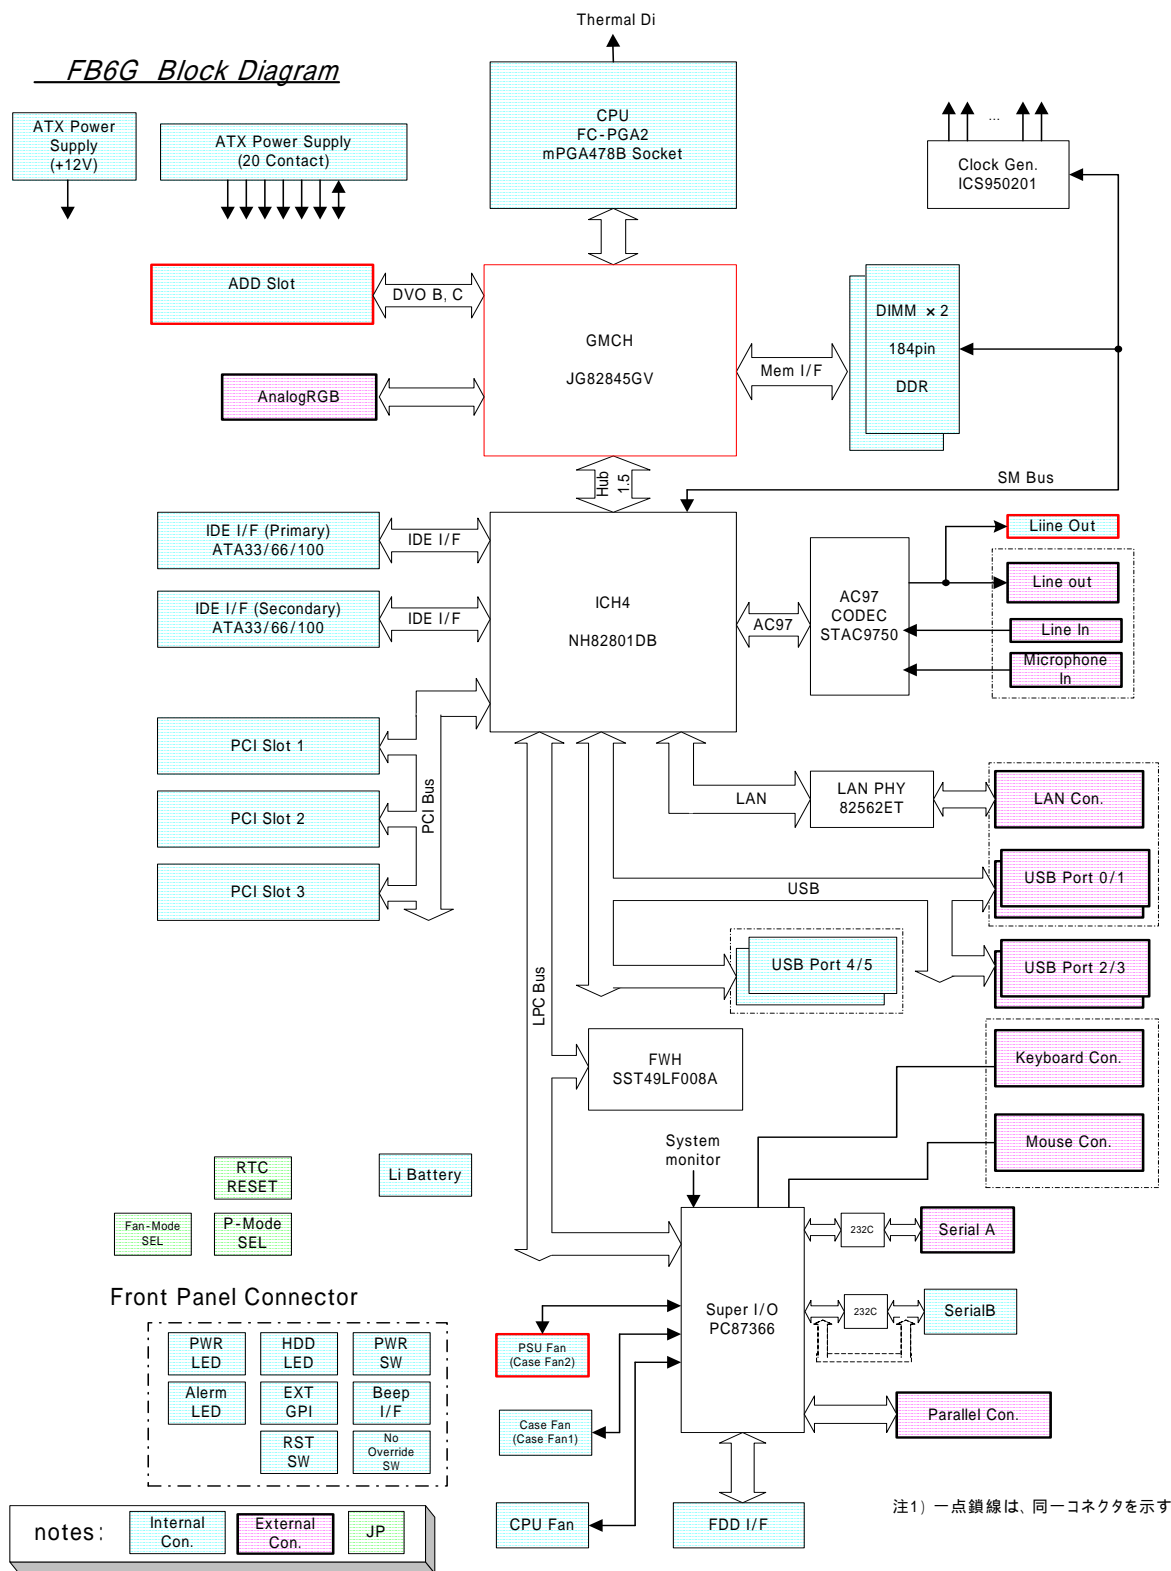 Thermal Di
FB6G Block Diagram
ATX Power
Supply
(+12V)
ATX Power Supply
(20 Contact)
CPU
FC-PGA2
mPGA478B Socket
...
Clock Gen.
ICS950201
ADD Slot
DVO B, C
GMCH
JG82845GV
Mem I/F
DIMM × 2
184pin
DDR
AnalogRGB
Hub
1.5
SM Bus
IDE I/F (Primary)
ATA33/66/100
IDE I/F
IDE I/F (Secondary)
ATA33/66/100
IDE I/F
ICH4
NH82801DB
AC97
AC97
CODEC
STAC9750
Liine Out
Line out
Line In
Microphone
In
PCI Slot 1
PCI Slot 2
PCI Slot 3
PCI Bus
LAN
LAN PHY
82562ET
LAN Con.
USB
USB Port 0/1
USB Port 2/3
USB Port 4/5
LPC Bus
FWH
SST49LF008A
Keyboard Con.
Mouse Con.
System
monitor
RTC
RESET
Li Battery
Fan-Mode
SEL
P-Mode
SEL
Super I/O
PC87366
232C
Serial A
232C
SerialB
Parallel Con.
PSU Fan
(Case Fan2)
Case Fan
(Case Fan1)
CPU Fan
FDD I/F
Front Panel Connector
PWR
LED
HDD
LED
PWR
SW
Alerm
LED
EXT
GPI
Beep
I/F
RST
SW
No
Override
SW
notes:
Internal
Con.
External
Con.
JP
注1) 一点鎖線は、同一コネクタを示す